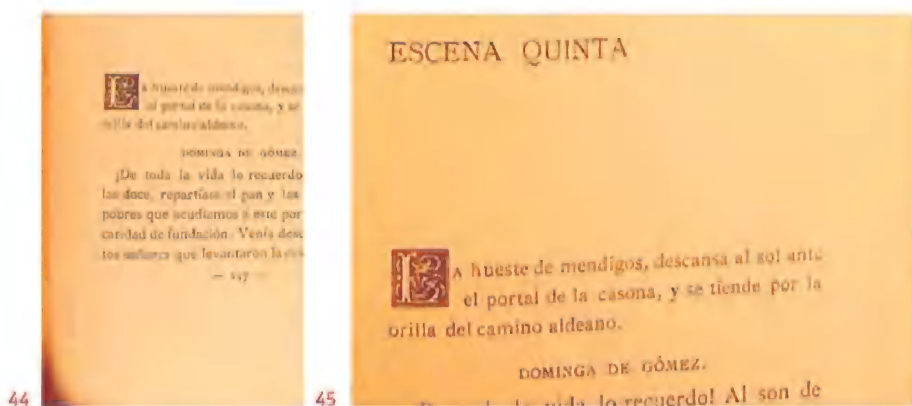 LA hueste de mendigos, descan
el portal de la casona, y se
orilla del camino aldeano.
DOMINGA DE GÓMEZ.
¡De toda la vida lo recuerdo
las doce, repartíase el pan y las
pobres que acudíamos a este por
caridad de fundación. Venía desd
los señores que levantaron la
— 247 —
44
ESCENA QUINTA
LA hueste de mendigos, descansa al sol ante
el portal de la casona, y se tiende por la
orilla del camino aldeano.
DOMINGA DE GÓMEZ.
vida lo recuerdo! Al son de
45